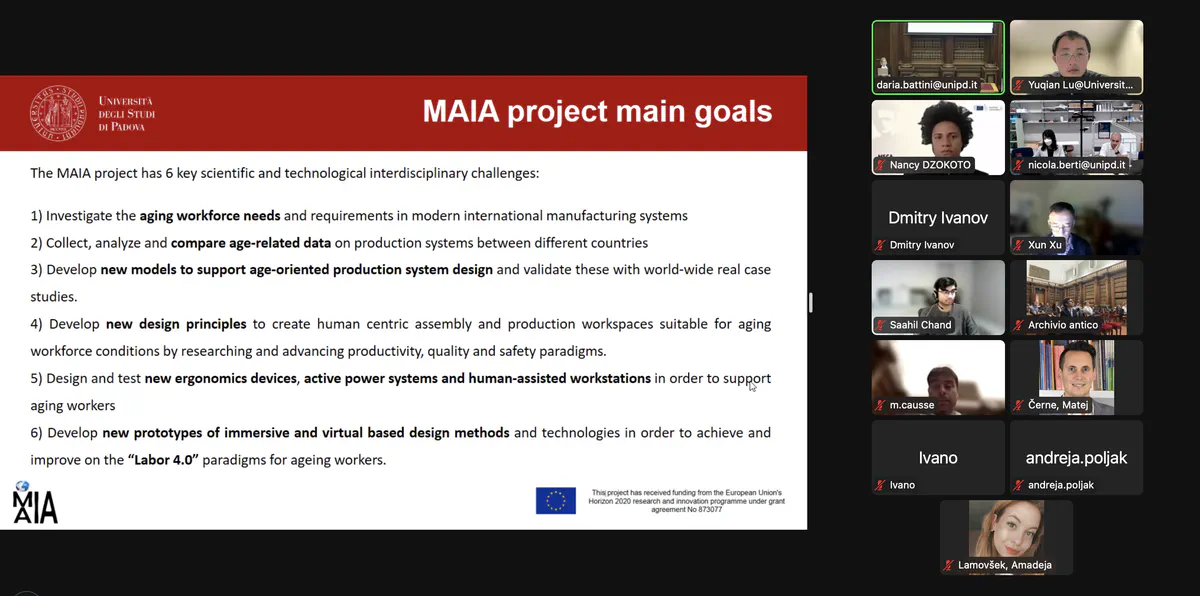 UNIVERSITÀ
DEGLI STUDI
DI PADOVA
MAIA project main goals
The MAIA project has 6 key scientific and technological interdisciplinary challenges:
1) Investigate the aging workforce needs and requirements in modern international manufacturing systems
2) Collect, analyze and compare age-related data on production systems between different countries
3) Develop new models to support age-oriented production system design and validate these with world-wide real case
studies.
4) Develop new design principles to create human centric assembly and production workspaces suitable for aging
workforce conditions by researching and advancing productivity, quality and safety paradigms.
5) Design and test new ergonomics devices, active power systems and human-assisted workstations in order to support
aging workers
6) Develop new prototypes of immersive and virtual based design methods and technologies in order to achieve and
improve on the “Labor 4.0” paradigms for ageing workers.
MAIA
This project has received funding from the European Union's
Horizon 2020 research and innovation programme under grant
agreement No 873077
daria.battini@unipd.it
Yuqian Lu@Universit...
Nancy DZOKOTO
nicola.berti@unipd.it
Dmitry Ivanov
Dmitry Ivanov
Xun Xu
Saahil Chand
Archivio antico
m.causse
Černe, Matej
Ivano
Ivano
andreja.poljak
andreja.poljak
Lamovšek, Amadeja